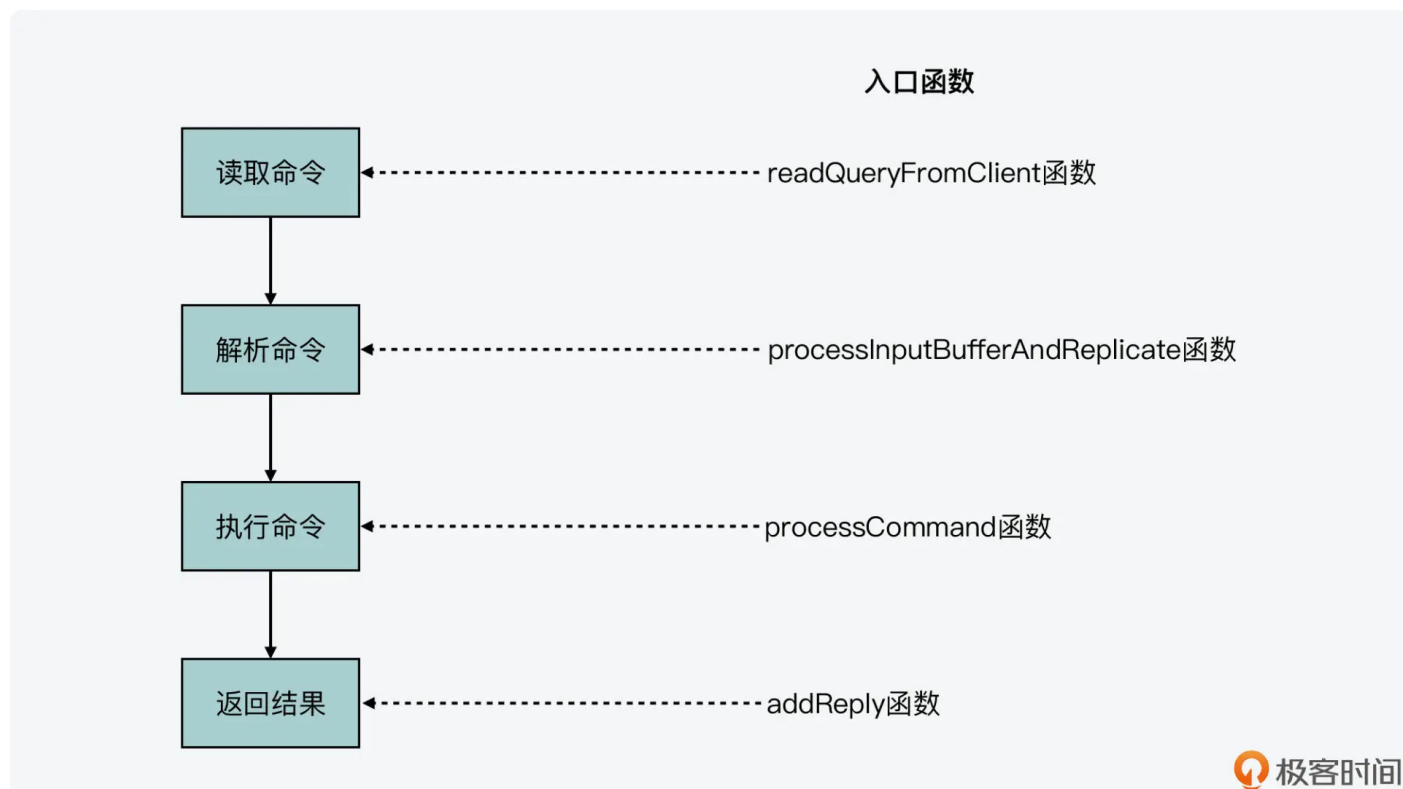 入口函数
读取命令
readQueryFromClient函数
解析命令
processInputBufferAndReplicate函数
执行命令
processCommand函数
返回结果
addReply函数
极客时间